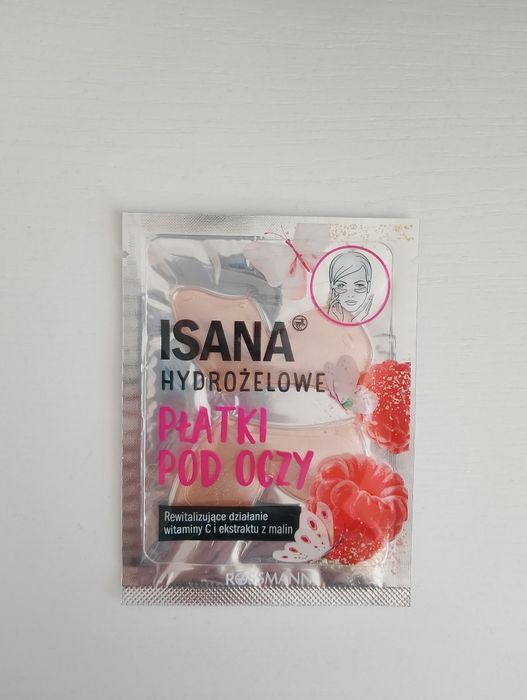 ISANA
HYDROŻELOWE
PŁATKI
POD OCZY
Rewitalizujące działanie
witaminy C i ekstraktu z malin
ROSSMANN